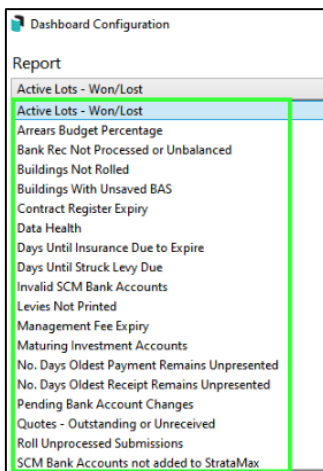 Dashboard Configuration
Report
Active Lots - Won/Lost
Active Lots - Won/Lost
Arrears Budget Percentage
Bank Rec Not Processed or Unbalanced
Buildings Not Rolled
Buildings With Unsaved BAS
Contract Register Expiry
Data Health
Days Until Insurance Due to Expire
Days Until Struck Levy Due
Invalid SCM Bank Accounts
Levies Not Printed
Management Fee Expiry
Maturing Investment Accounts
No. Days Oldest Payment Remains Unpresented
No. Days Oldest Receipt Remains Unpresented
Pending Bank Account Changes
Quotes - Outstanding or Unreceived
Roll Unprocessed Submissions
SCM Bank Accounts not added to StrataMax